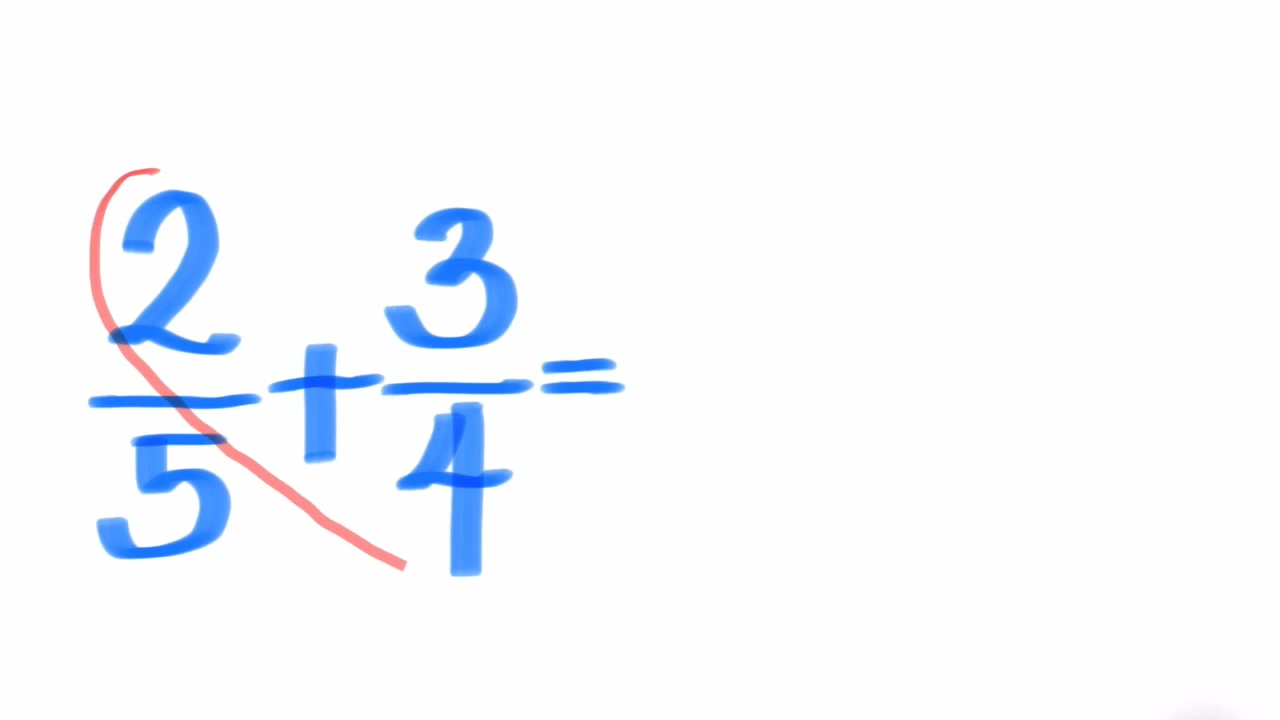 2/5 + 3/4 =